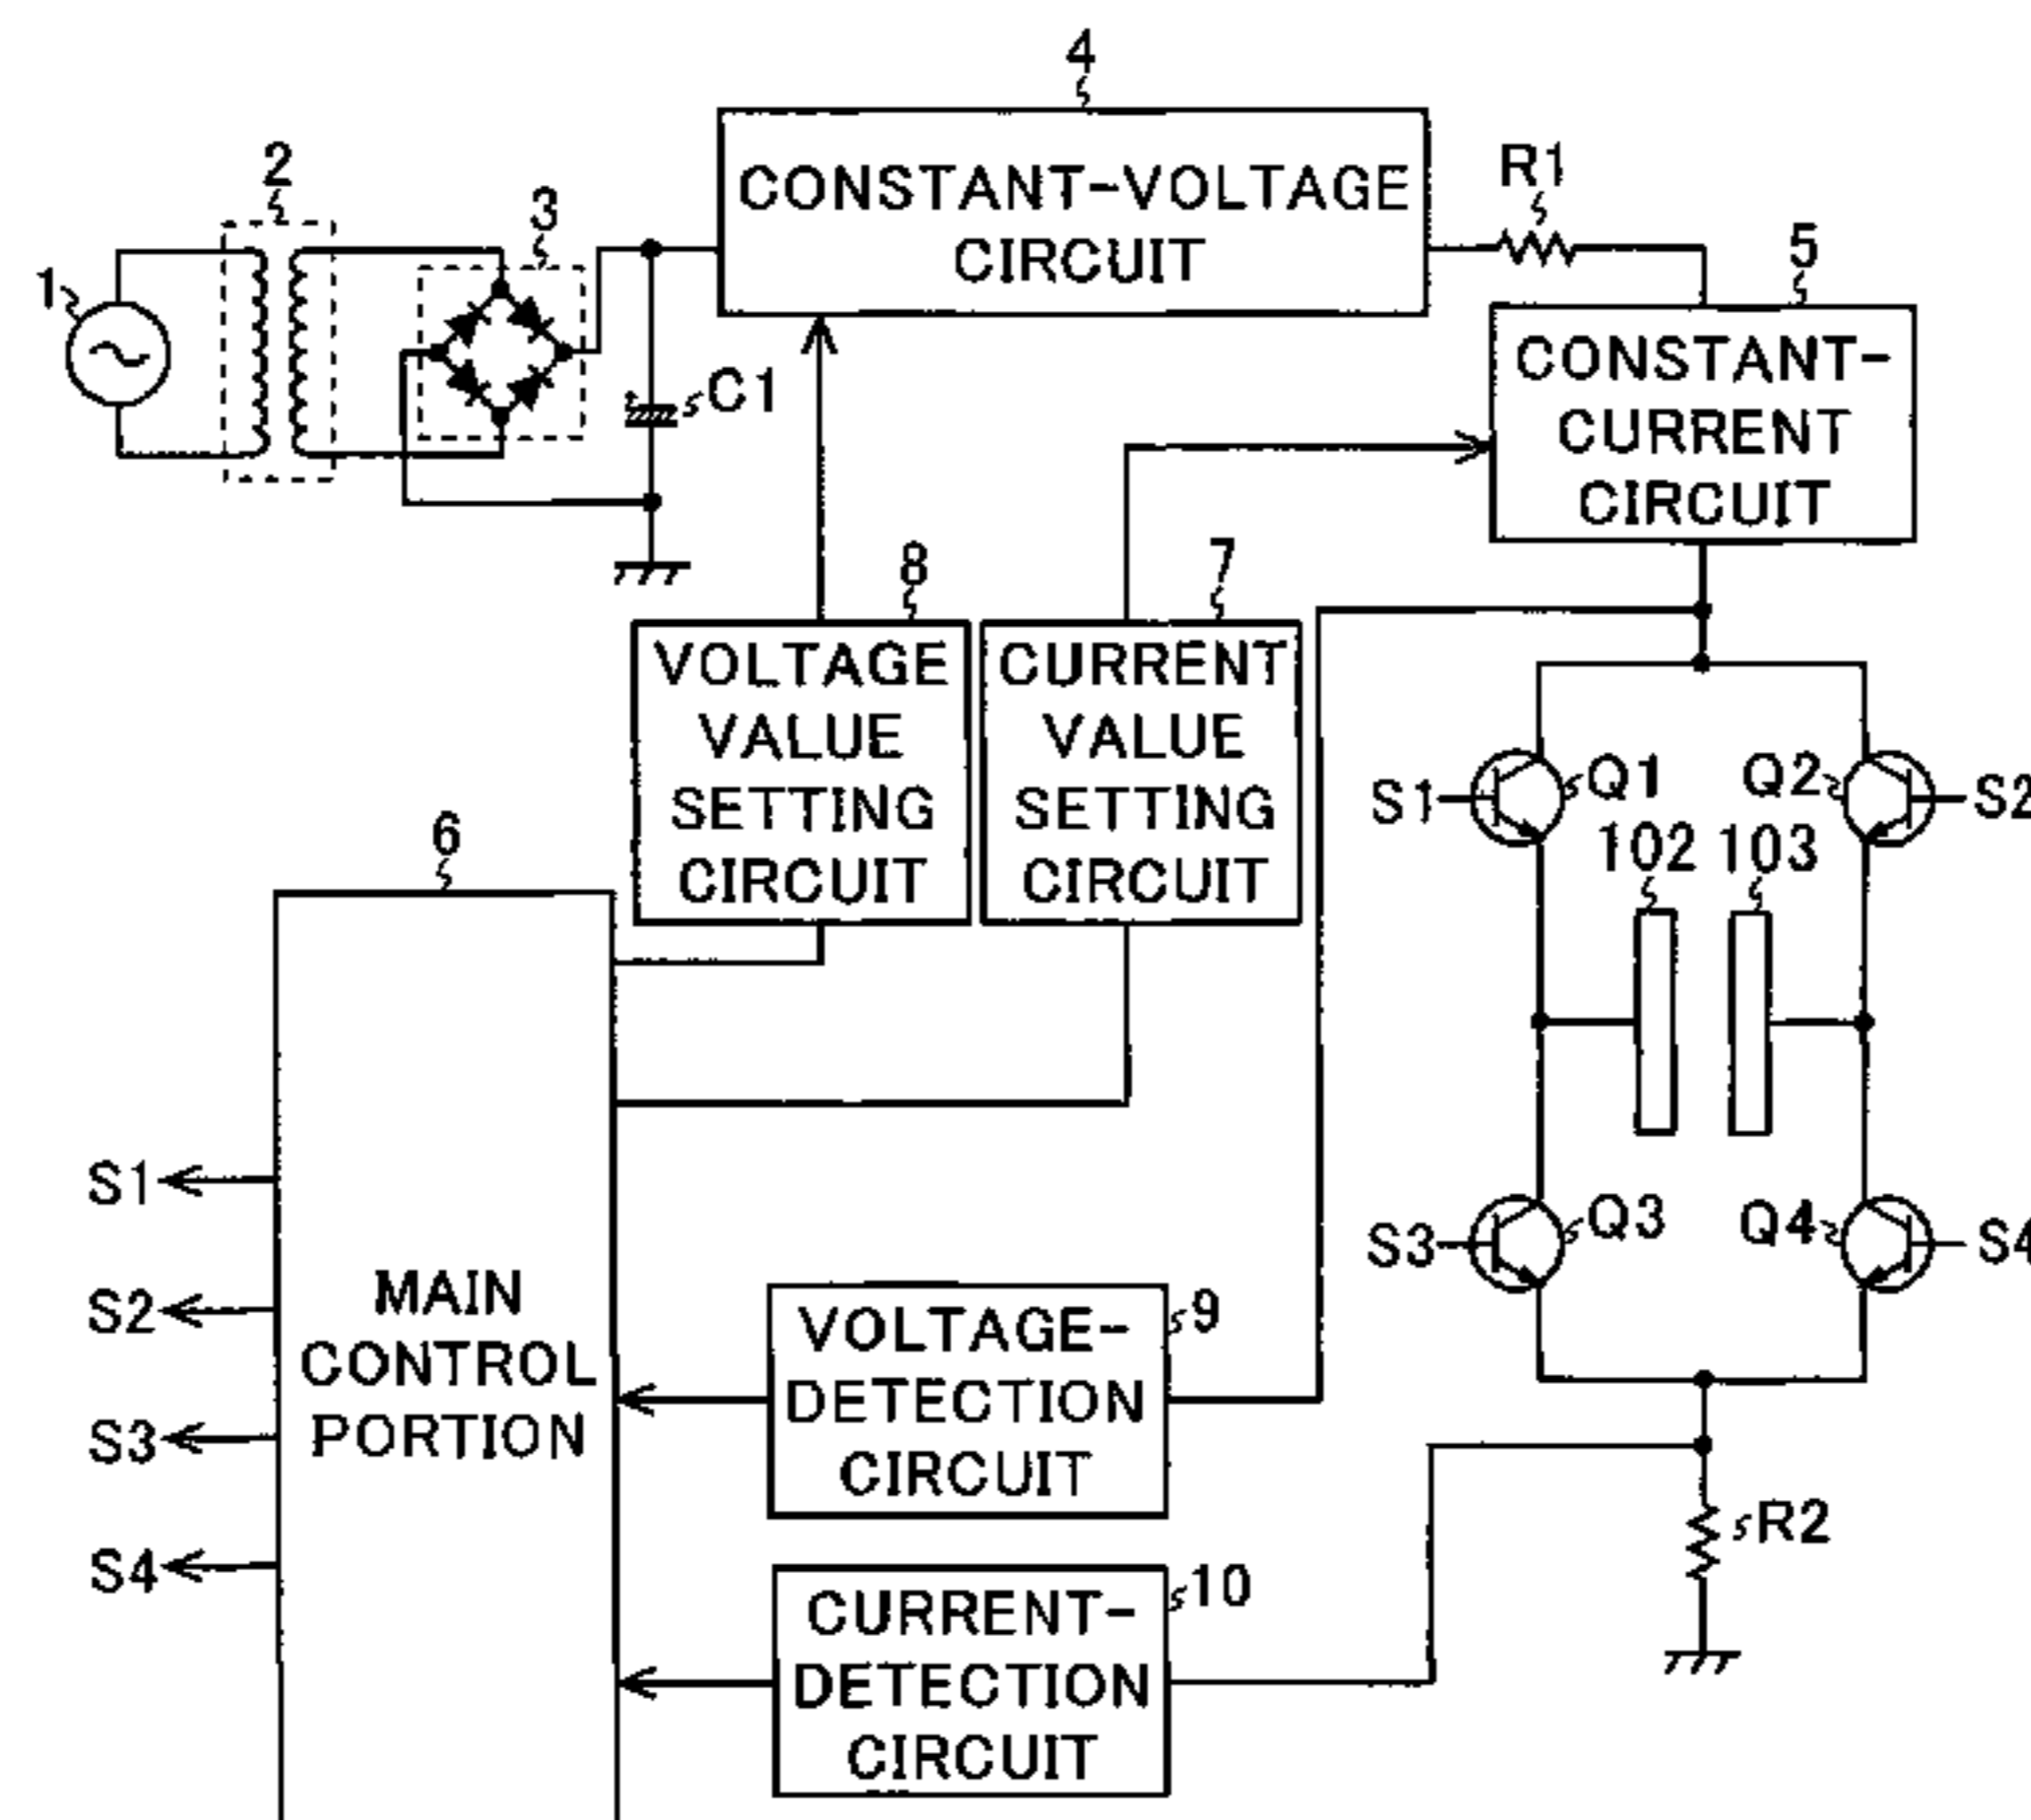 4
CONSTANT-VOLTAGE
CIRCUIT
R1
2
3
1
C1
5
CONSTANT-
CURRENT
CIRCUIT
8
VOLTAGE
VALUE
SETTING
CIRCUIT
7
CURRENT
VALUE
SETTING
CIRCUIT
S1
Q1
Q2
S2
102
103
6
MAIN
CONTROL
PORTION
S1
S2
S3
S4
S3
Q3
Q4
S4
9
VOLTAGE-
DETECTION
CIRCUIT
R2
10
CURRENT-
DETECTION
CIRCUIT